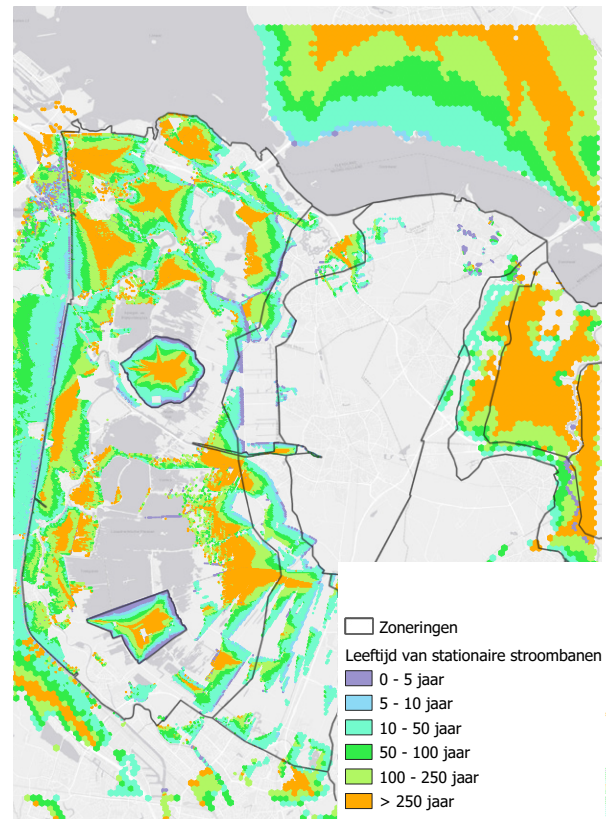 Zoneringen
Leeftijd van stationaire stroombanen
0 - 5 jaar
5 - 10 jaar
10 - 50 jaar
50 - 100 jaar
100 - 250 jaar
> 250 jaar